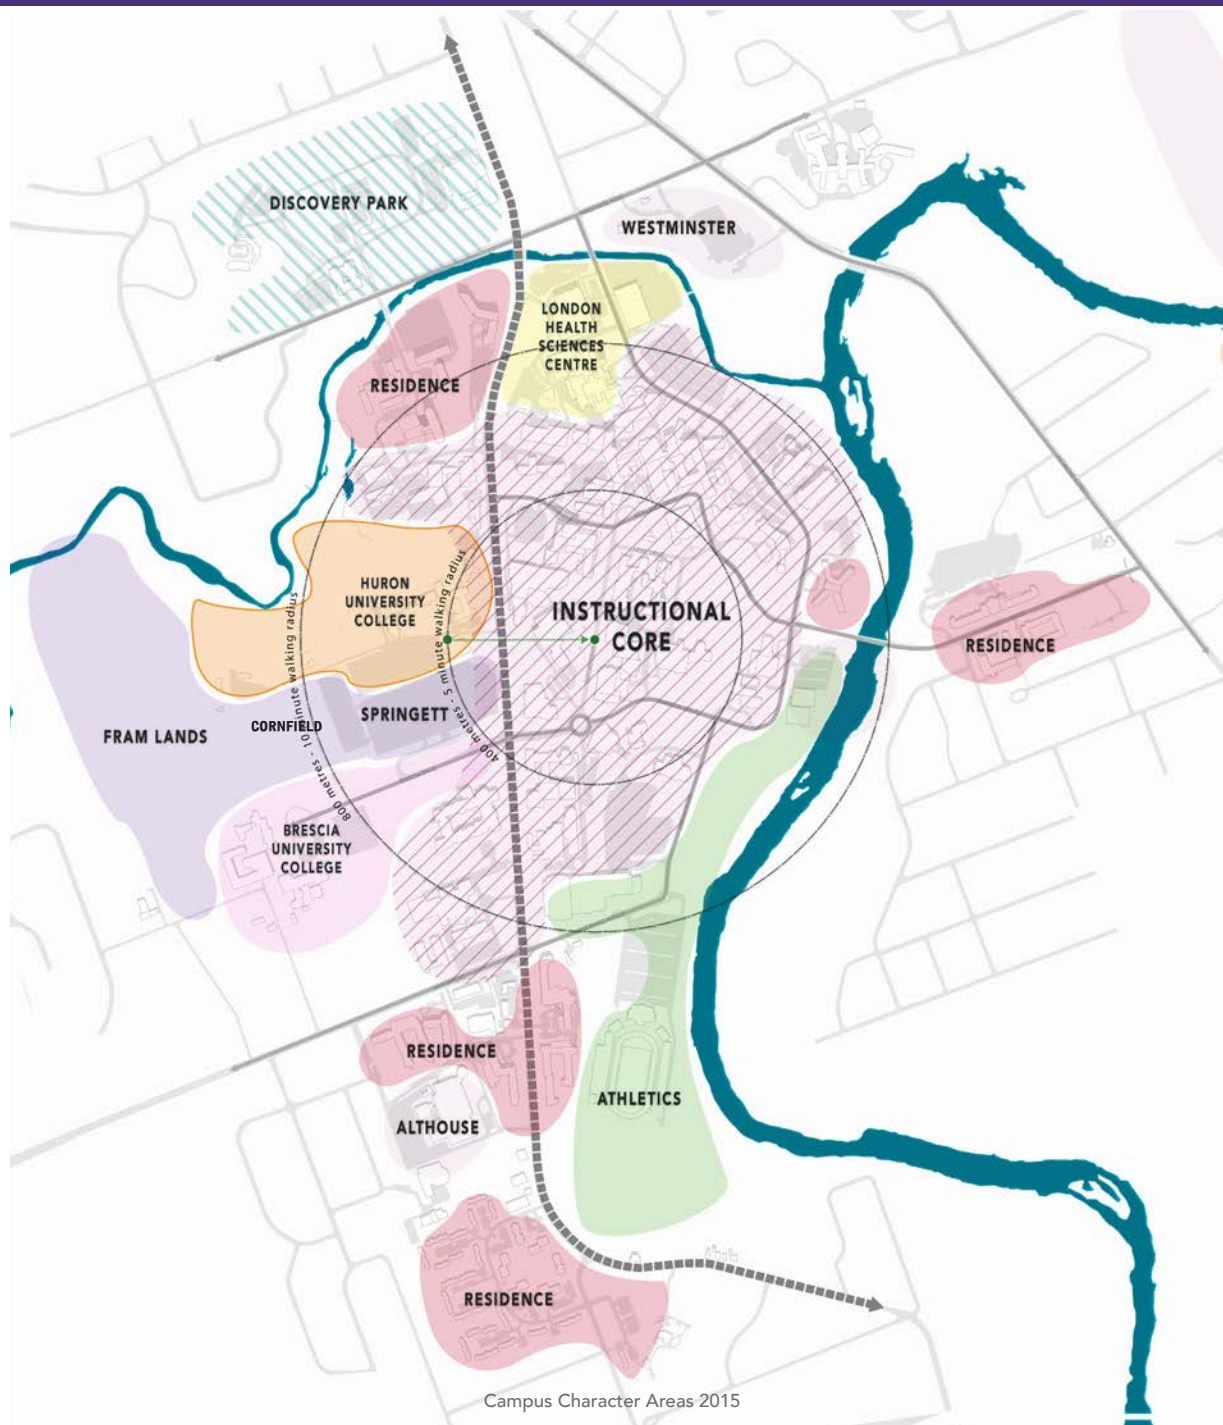 DISCOVERY PARK
WESTMINSTER
LONDON
HEALTH
SCIENCES
CENTRE
RESIDENCE
HURON
UNIVERSITY
COLLEGE
INSTRUCTIONAL
CORE
RESIDENCE
400 metres - 5 minute walking radius
800 metres - 10 minute walking radius
SPRINGETT
CORNFIELD
FRAM LANDS
BRESCIA
UNIVERSITY
COLLEGE
RESIDENCE
ATHLETICS
ALTHOUSE
RESIDENCE
Campus Character Areas 2015